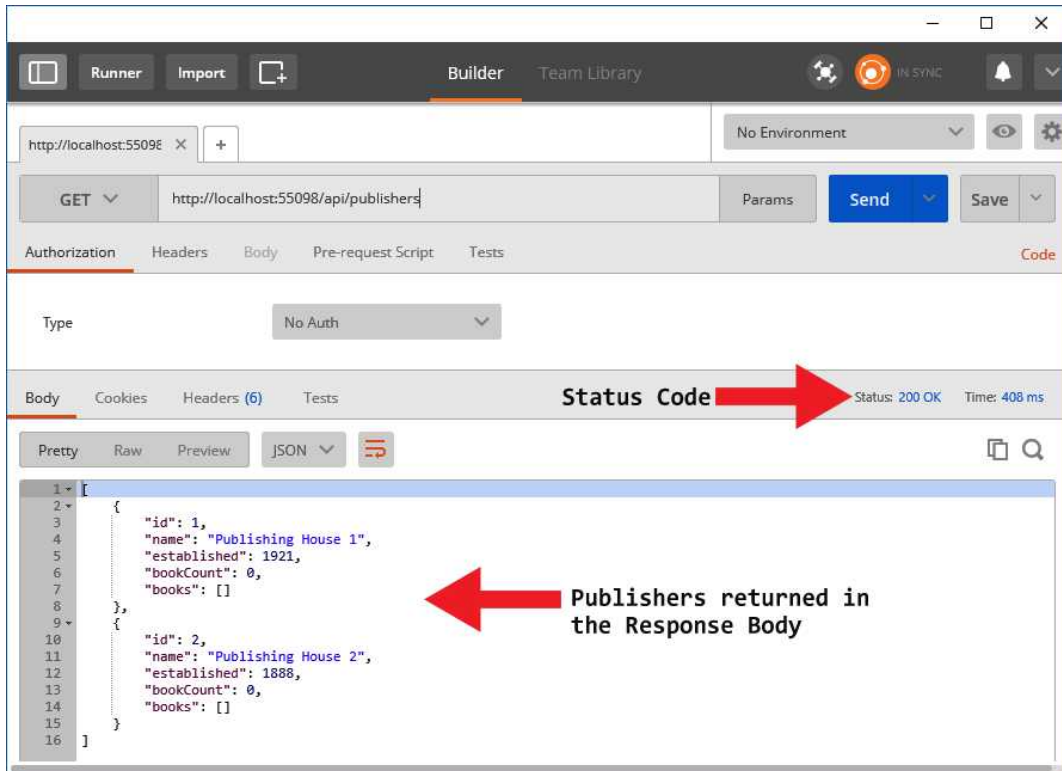 Runner Import Builder Team Library IN SYNC
http://localhost:5509 No Environment
GET http://localhost:55098/api/publishers Params Send Save
Authorization Headers Body Pre-request Script Tests Code
Type No Auth
Body Cookies Headers (6) Tests Status Code Status: 200 OK Time: 408 ms
Pretty Raw Preview JSON
1 [
2 {
3 "id": 1,
4 "name": "Publishing House 1",
5 "established": 1921,
6 "bookCount": 0,
7 "books": []
8 },
9 {
10 "id": 2,
11 "name": "Publishing House 2",
12 "established": 1888,
13 "bookCount": 0,
14 "books": []
15 }
16 ]
Publishers returned in
the Response Body